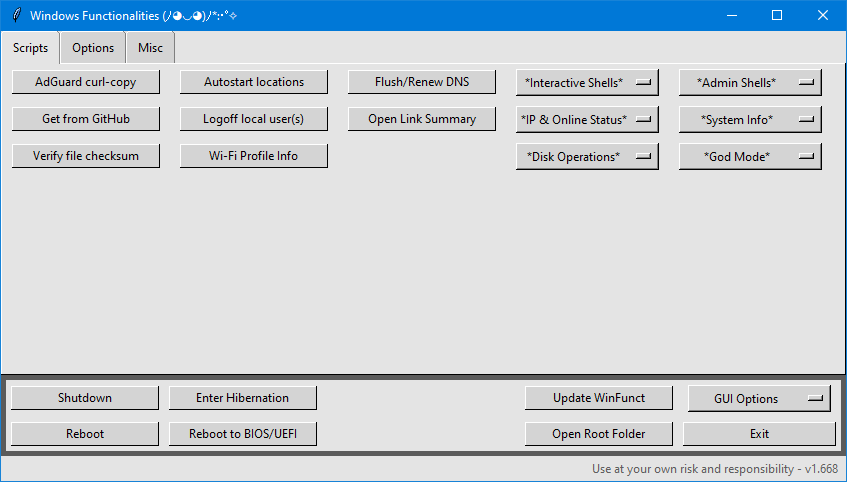 Windows Functionalities (ﾉ◕◡◕)ﾉ*:･ﾟ✧
Scripts Options Misc
AdGuard curl-copy Autostart locations Flush/Renew DNS *Interactive Shells* *Admin Shells*
Get from GitHub Logoff local user(s) Open Link Summary *IP & Online Status* *System Info*
Verify file checksum Wi-Fi Profile Info *Disk Operations* *God Mode*
Shutdown Enter Hibernation Update WinFunct GUI Options
Reboot Reboot to BIOS/UEFI Open Root Folder Exit
Use at your own risk and responsibility - v1.668